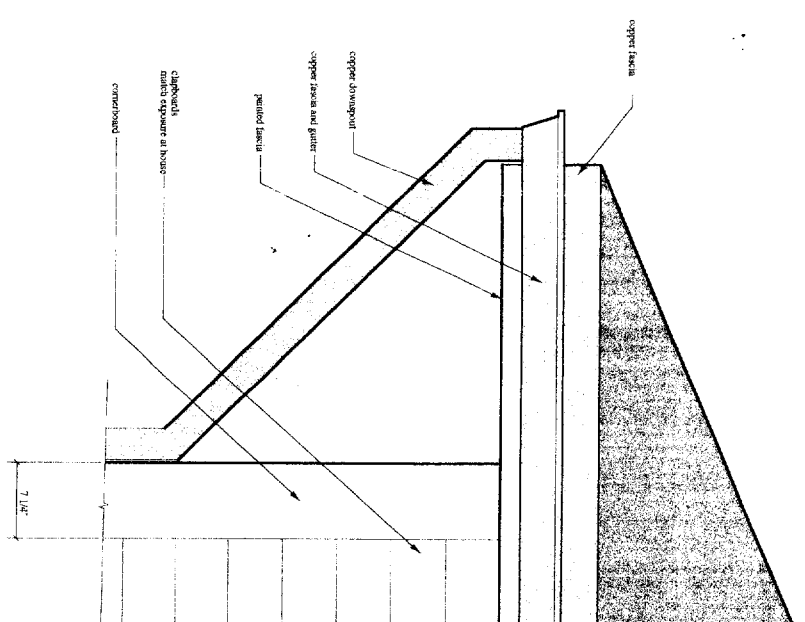 copper fascia
copper downspout
copper fascia and gutter
painted fascia
clapboards
match exposure at house
cornerboard
7 1/4"